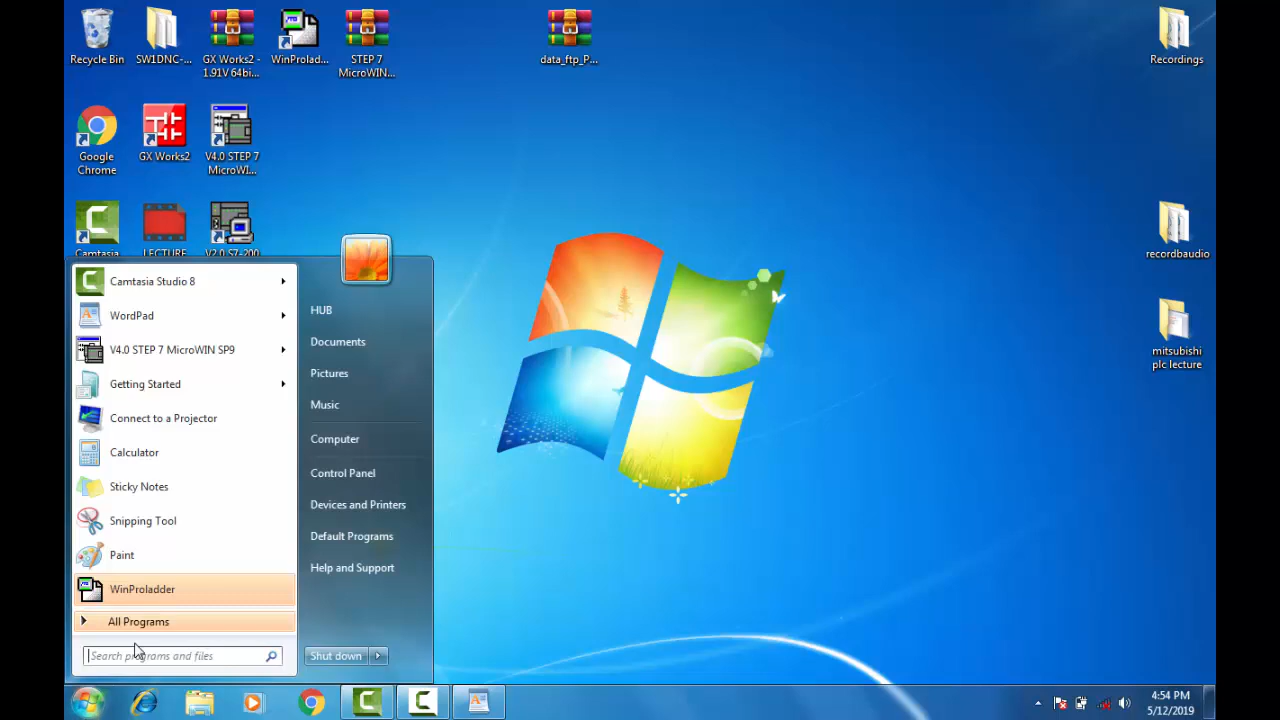 Recycle Bin
SW1DNC-...
GX Works2 -
1.91V 64bi...
WinProlad...
STEP 7
MicroWIN...
data_ftp_P...
Recordings
Google
Chrome
GX Works2
V4.0 STEP 7
MicroWI...
Camtasia
LECTURE
V2.0 S7-200
recordbaudio
mitsubishi
plc lecture
Camtasia Studio 8
WordPad
V4.0 STEP 7 MicroWIN SP9
Getting Started
Connect to a Projector
Calculator
Sticky Notes
Snipping Tool
Paint
WinProladder
All Programs
Search programs and files
HUB
Documents
Pictures
Music
Computer
Control Panel
Devices and Printers
Default Programs
Help and Support
Shut down
4:54 PM
5/12/2019